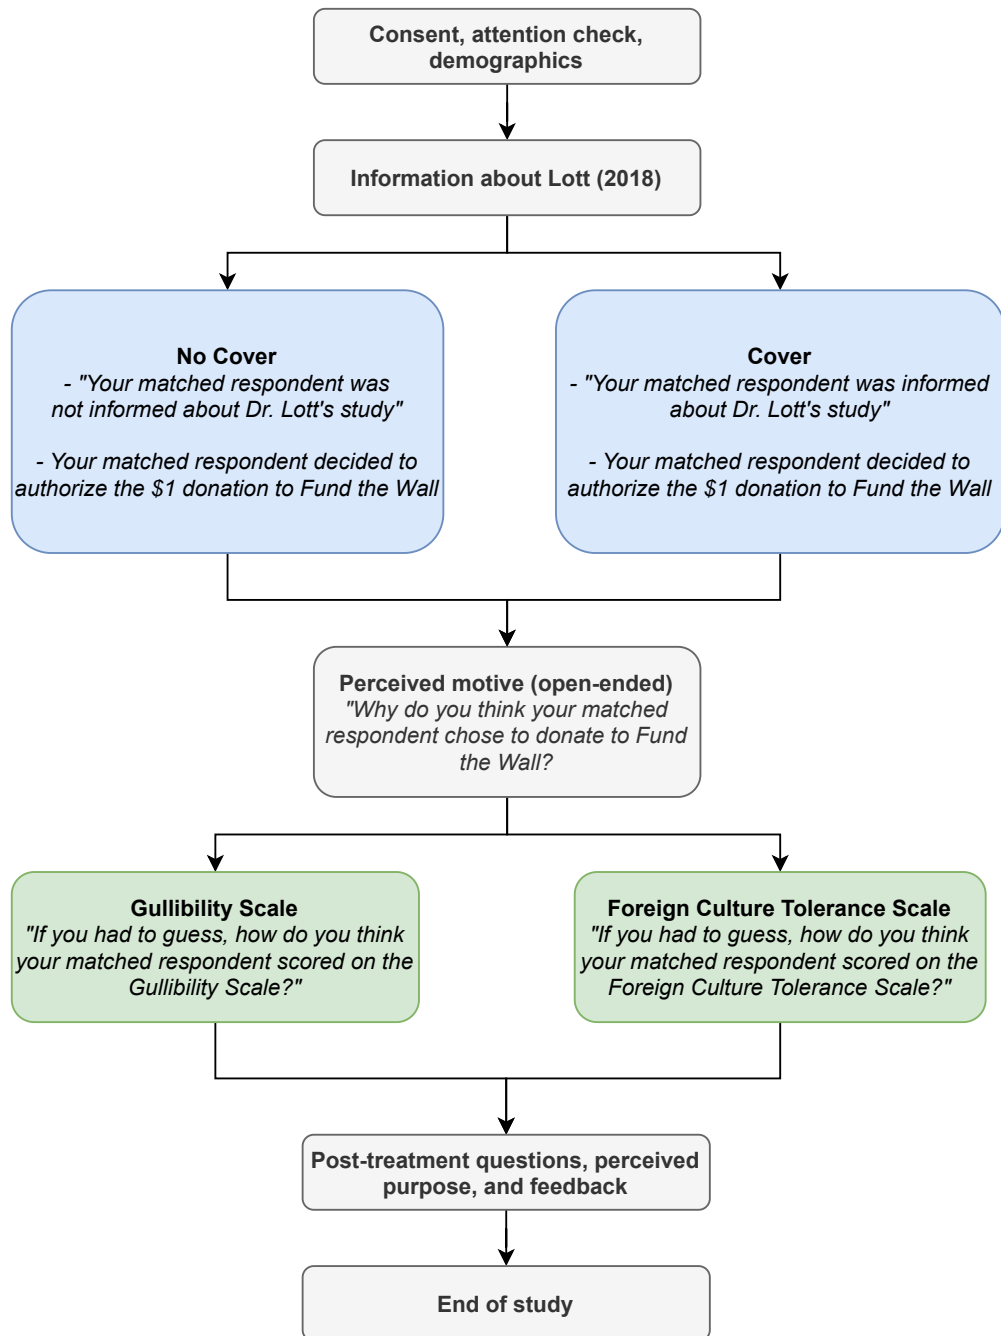 Consent, attention check,
demographics
Information about Lott (2018)
No Cover
- "Your matched respondent was
not informed about Dr. Lott's study"
- Your matched respondent decided to
authorize the $1 donation to Fund the Wall
Cover
- "Your matched respondent was informed
about Dr. Lott's study"
- Your matched respondent decided to
authorize the $1 donation to Fund the Wall
Perceived motive (open-ended)
"Why do you think your matched
respondent chose to donate to Fund
the Wall?
Gullibility Scale
"If you had to guess, how do you think
your matched respondent scored on the
Gullibility Scale?"
Foreign Culture Tolerance Scale
"If you had to guess, how do you think
your matched respondent scored on the
Foreign Culture Tolerance Scale?"
Post-treatment questions, perceived
purpose, and feedback
End of study